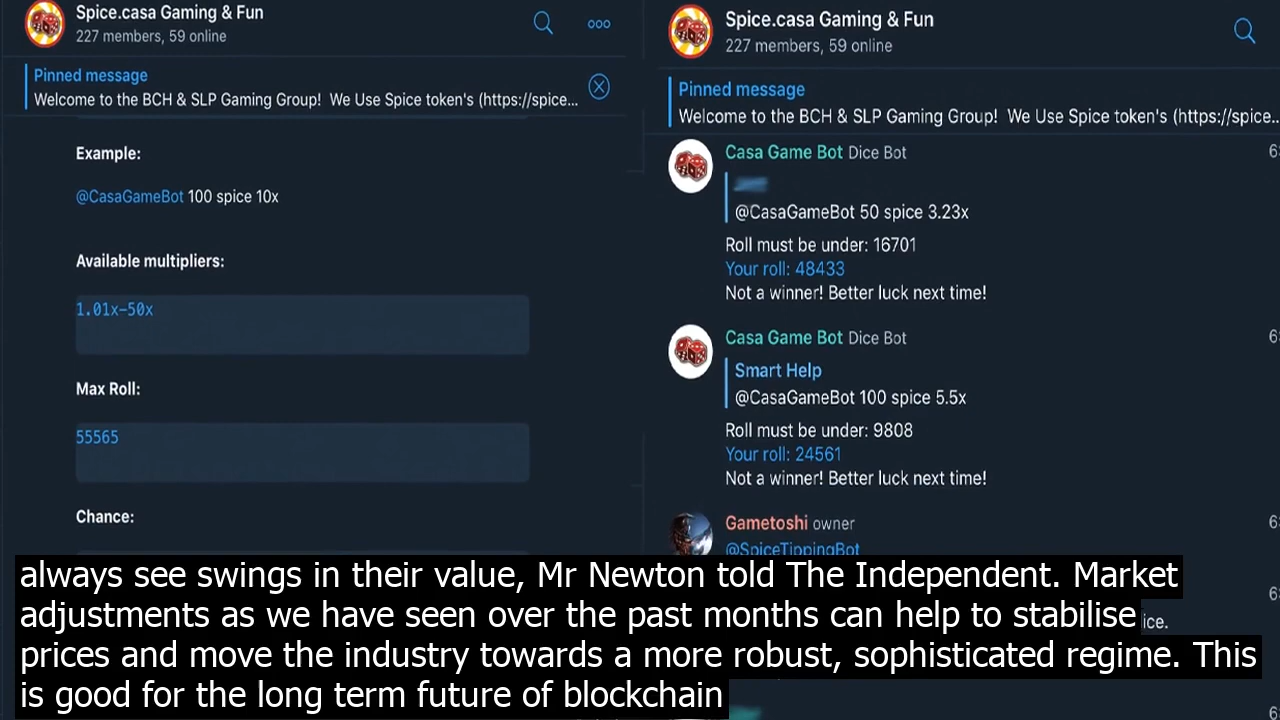 Spice.casa Gaming & Fun
227 members, 59 online
Pinned message
Welcome to the BCH & SLP Gaming Group! We Use Spice token's (https://spice...
Example:
@CasaGameBot 100 spice 10x
Available multipliers:
1.01x-50x
Max Roll:
55565
Chance:
Spice.casa Gaming & Fun
227 members, 59 online
Pinned message
Welcome to the BCH & SLP Gaming Group! We Use Spice token's (https://spice...
Casa Game Bot Dice Bot
@CasaGameBot 50 spice 3.23x
Roll must be under: 16701
Your roll: 48433
Not a winner! Better luck next time!
Casa Game Bot Dice Bot
Smart Help
@CasaGameBot 100 spice 5.5x
Roll must be under: 9808
Your roll: 24561
Not a winner! Better luck next time!
Gametoshi owner
@SpiceTippingBot
always see swings in their value, Mr Newton told The Independent. Market
adjustments as we have seen over the past months can help to stabilise
prices and move the industry towards a more robust, sophisticated regime. This
is good for the long term future of blockchain